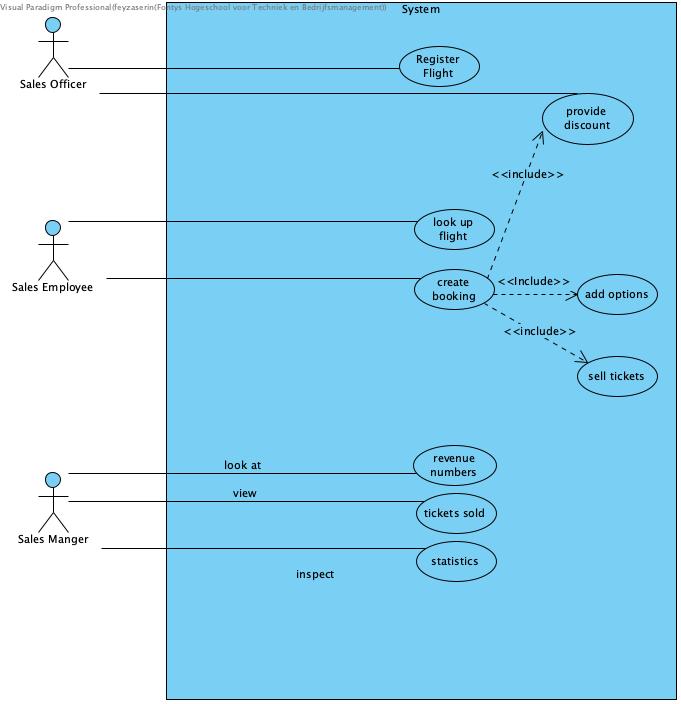 Visual Paradigm Professional(feyzaserin(Fontys Hogeschool voor Techniek en Bedrijfsmanagement))
System
Register
Flight
Sales Officer
provide
discount
<<include>>
look up
flight
Sales Employee
create
booking
<<Include>>
add options
<<include>>
sell tickets
look at
revenue
numbers
view
tickets sold
Sales Manger
statistics
inspect